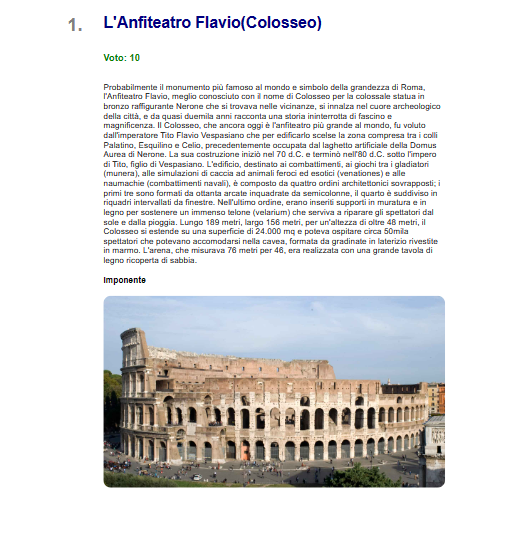 1. L'Anfiteatro Flavio(Colosseo)
Voto: 10
Probabilmente il monumento più famoso al mondo e simbolo della grandezza di Roma,
l'Anfiteatro Flavio, meglio conosciuto con il nome di Colosseo per la colossale statua in
bronzo raffigurante Nerone che si trovava nelle vicinanze, si innalza nel cuore archeologico
della città, e da quasi duemila anni racconta una storia ininterrotta di fascino e
magnificenza. Il Colosseo, che ancora oggi è l'anfiteatro più grande al mondo, fu voluto
dall'imperatore Tito Flavio Vespasiano che per edificarlo scelse la zona compresa tra i colli
Palatino, Esquilino e Celio, precedentemente occupata dal laghetto artificiale della Domus
Aurea di Nerone. La sua costruzione iniziò nel 70 d.C. e terminò nell'80 d.C. sotto l'impero
di Tito, figlio di Vespasiano. L'edificio, destinato ai combattimenti, ai giochi tra i gladiatori
(munera), alle simulazioni di caccia ad animali feroci ed esotici (venationes) e alle
naumachie (combattimenti navali), è composto da quattro ordini architettonici sovrapposti; i
primi tre sono formati da ottanta arcate inquadrate da semicolonne, il quarto è suddiviso in
riquadri intervallati da finestre. Nell'ultimo ordine, erano inseriti supporti in muratura e in
legno per sostenere un immenso telone (velarium) che serviva a riparare gli spettatori dal
sole e dalla pioggia. Lungo 189 metri, largo 156 metri, per un'altezza di oltre 48 metri, il
Colosseo si estende su una superficie di 24.000 mq e poteva ospitare circa 50mila
spettatori che potevano accomodarsi nella cavea, formata da gradinate in laterizio rivestite
in marmo. L'arena, che misurava 76 metri per 46, era realizzata con una grande tavola di
legno ricoperta di sabbia.
Imponente